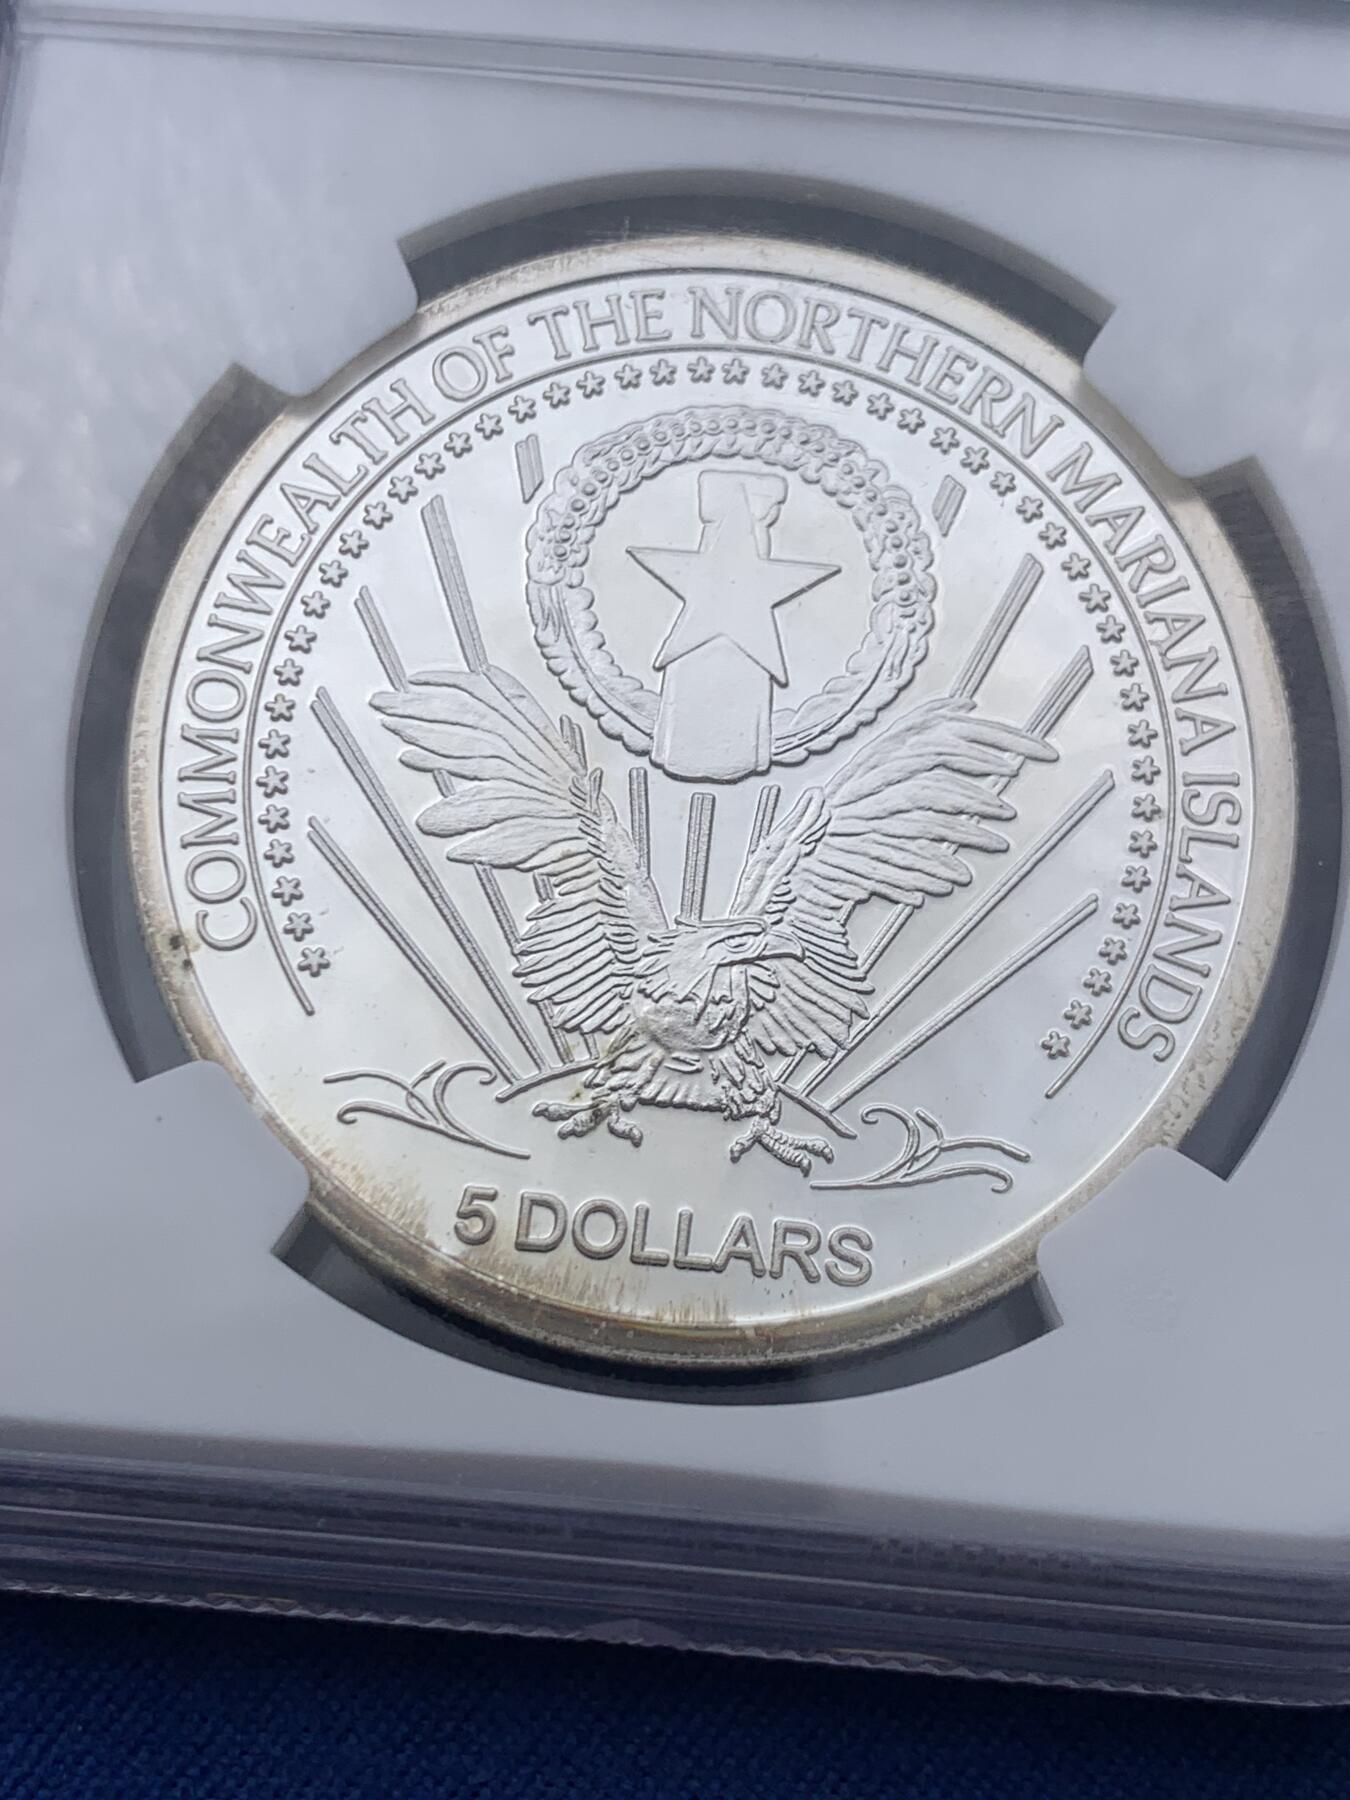 COMMONWEALTH OF THE NORTHERN MARIANA ISLANDS
5 DOLLARS